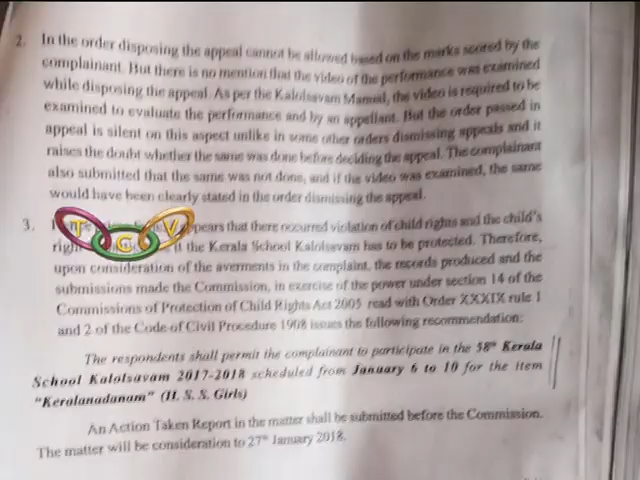 2. In the order disposing the appeal cannot be allowed based on the marks scored by the
complainant. But there is no mention that the video of the performance was examined
while disposing the appeal. As per the Kalolsavam Manual, the video is required to be
examined to evaluate the performance and by an appellant. But the order passed in
appeal is silent on this aspect unlike in some other orders dismissing appeals and it
raises the doubt whether the same was done before deciding the appeal. The complainant
also submitted that the same was not done, and if the video was examined, the same
would have been clearly stated in the order dismissing the appeal.
3. appears that there occurred violation of child rights and the child's
TCV
righ the Kerala School Kalolsavam has to be protected. Therefore,
upon consideration of the averments in the complaint, the records produced and the
submissions made the Commission, in exercise of the power under section 14 of the
Commissions of Protection of Child Rights Act 2005 read with Order XXXIX rule 1
and 2 of the Code of Civil Procedure 1908 issues the following recommendation:
The respondents shall permit the complainant to participate in the 58th Kerala
School Kalolsavam 2017-2018 scheduled from January 6 to 10 for the item
"Keralanadanam" (H. S. S. Girls)
An Action Taken Report in the matter shall be submitted before the Commission.
The matter will be consideration to 27th January 2018.